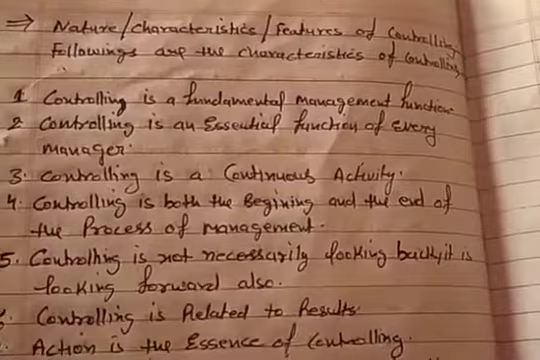 ⇒ Nature/characteristics/Features of Controlling
Followings are the characteristics of Controlling
1 Controlling is a fundamental management function
2 Controlling is an Essential function of every
manager.
3. Controlling is a Continuous Activity.
4. Controlling is both the Begining and the end of
the Process of management.
5. Controlling is not necessarily looking back, it is
looking forward also.
Controlling is Related to Results
Action is the Essence of Controlling.